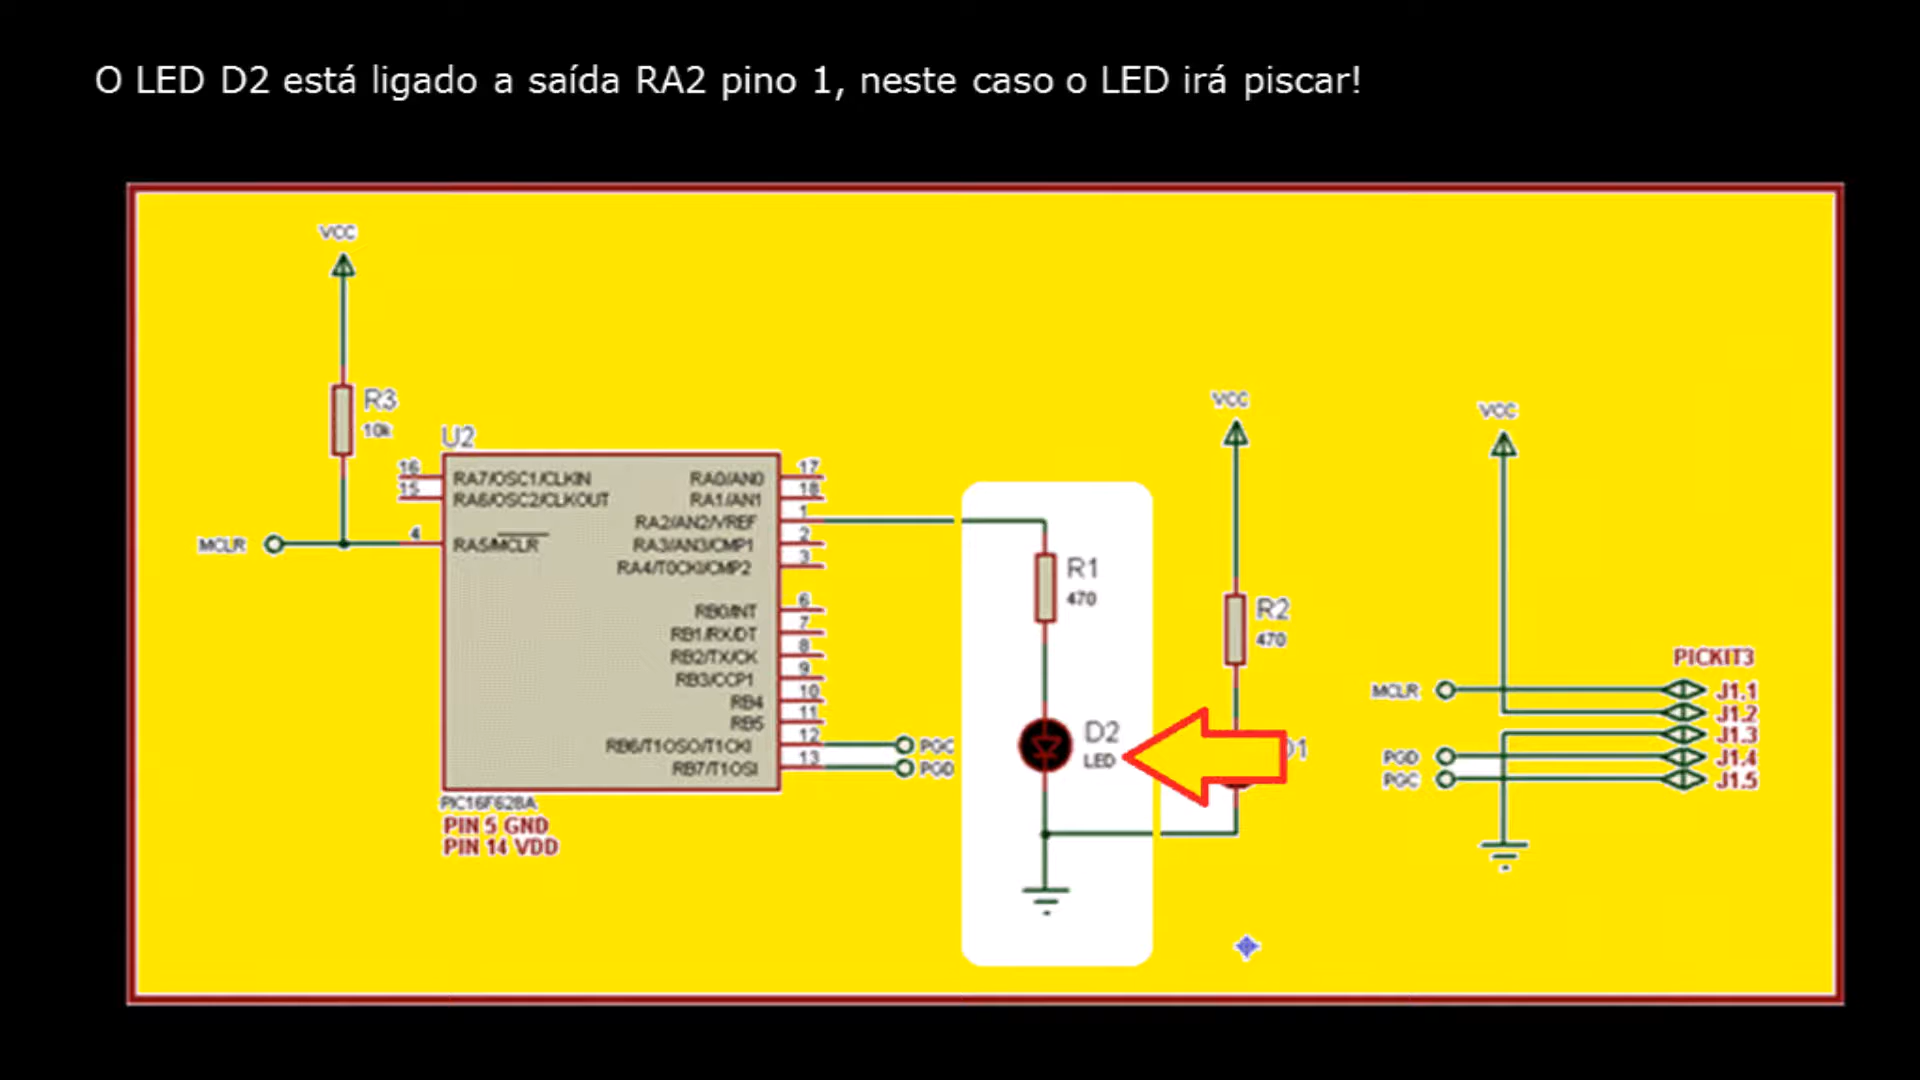 O LED D2 está ligado a saída RA2 pino 1, neste caso o LED irá piscar!
VCC
R3
10k
U2
16
15
MCLR
4
RA7/OSC1/CLKIN
RA6/OSC2/CLKOUT
RA5/MCLR
RA0/AN0
RA1/AN1
RA2/AN2/VREF
RA3/AN3/CMP1
RA4/T0CKI/CMP2
RB0/INT
RB1/RX/DT
RB2/TX/CK
RB3/CCP1
RB4
RB5
RB6/T1OSO/T1CKI
RB7/T1OSI
17
18
1
2
3
6
7
8
9
10
11
12
13
PGC
PGD
PIC16F628A
PIN 5 GND
PIN 14 VDD
R1
470
D2
LED
VCC
R2
470
D1
VCC
PICKIT3
MCLR
PGD
PGC
J1.1
J1.2
J1.3
J1.4
J1.5